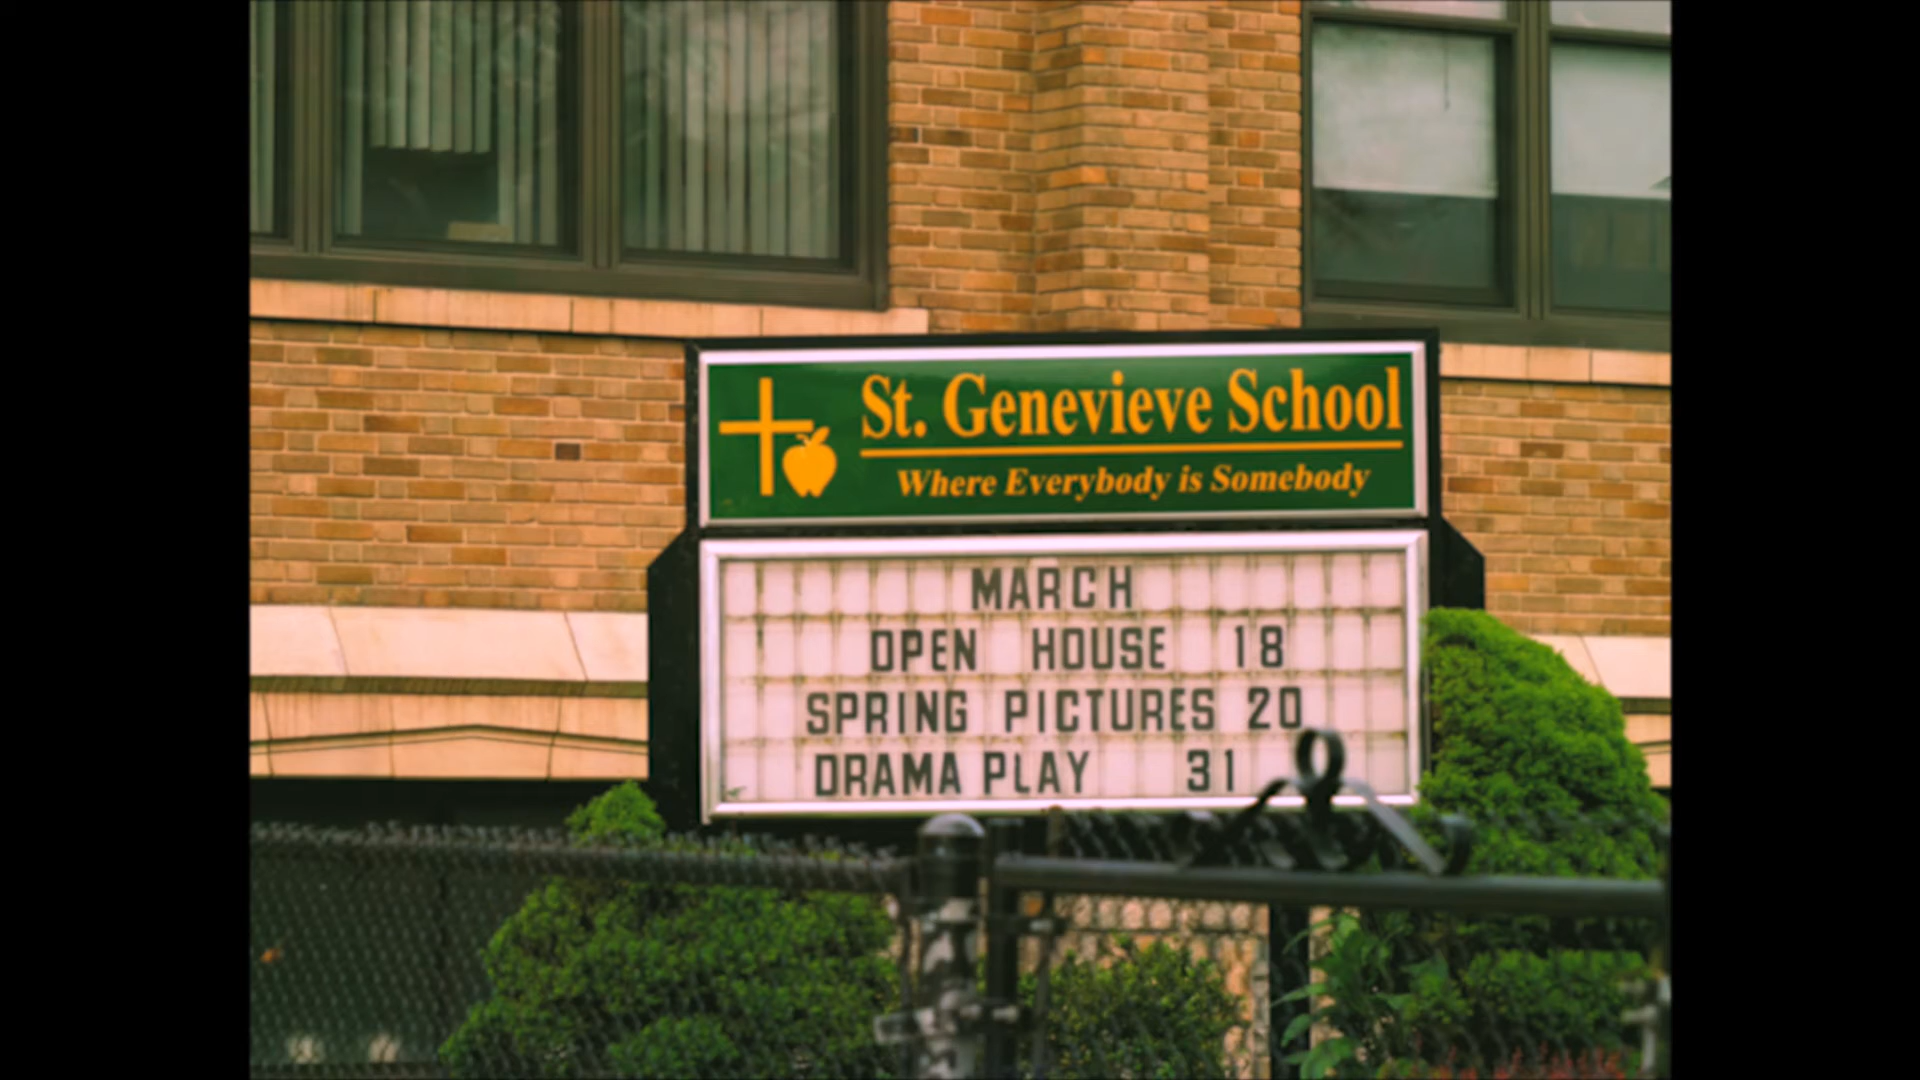 St. Genevieve School
Where Everybody is Somebody
MARCH
OPEN HOUSE 18
SPRING PICTURES 20
DRAMA PLAY 31